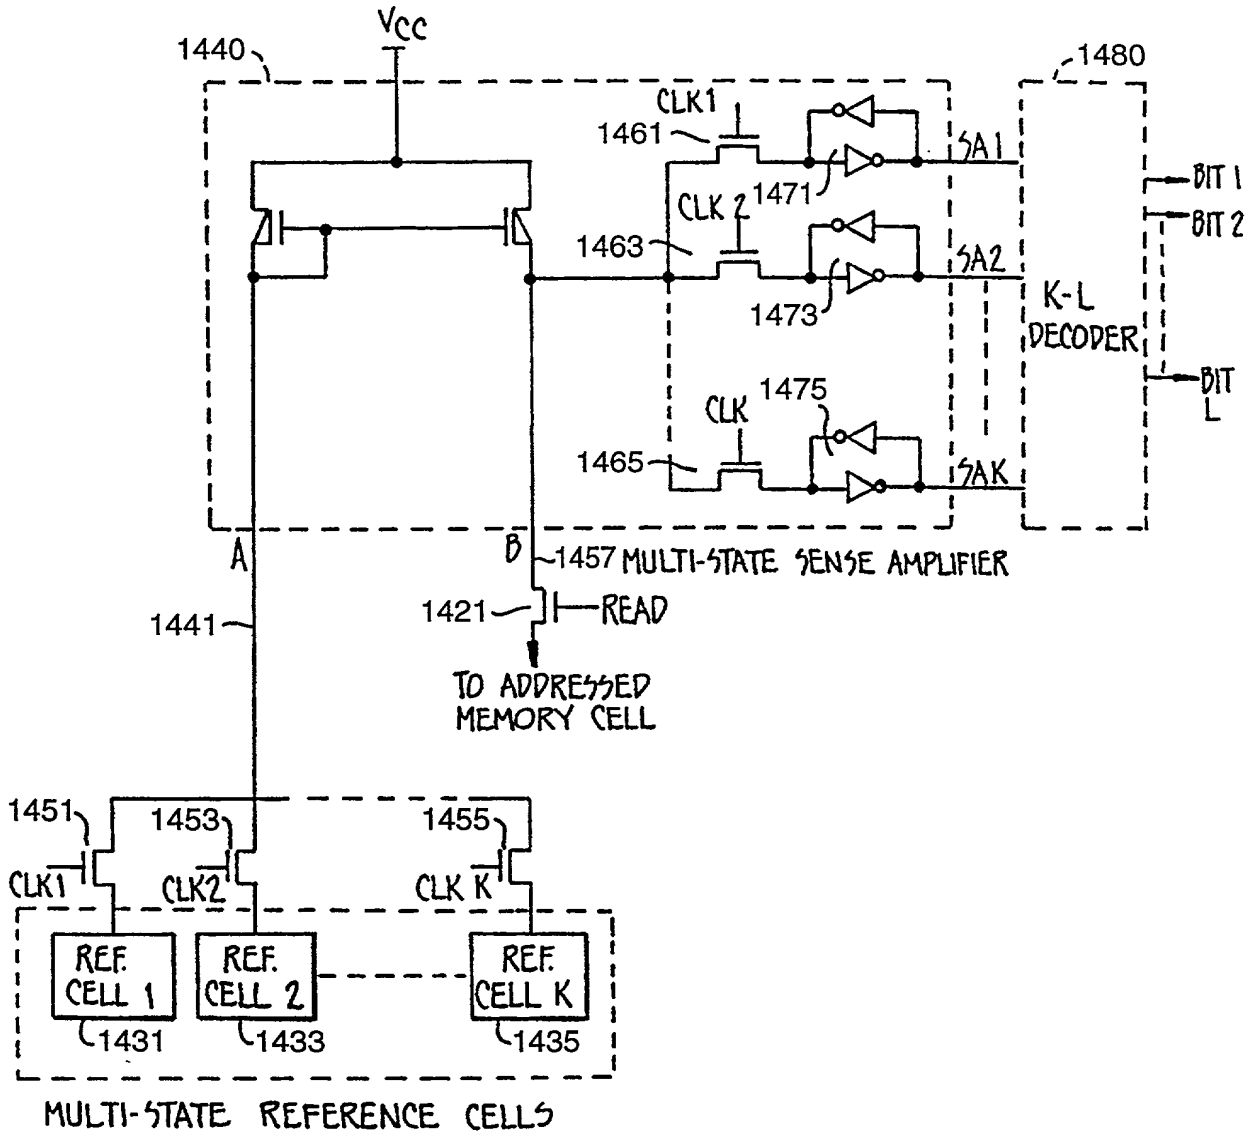 VCC
1440
1480
CLK1
1461
SA1
1471
BIT 1
CLK 2
BIT 2
1463
SA2
1473
K-L
DECODER
1475
BIT
L
CLK
1465
SAK
A
B
1457
MULTI-STATE SENSE AMPLIFIER
1421
READ
1441
TO ADDRESSED
MEMORY CELL
1451
1453
1455
CLK1
CLK2
CLK K
REF.
CELL 1
REF.
CELL 2
REF.
CELL K
1431
1433
1435
MULTI-STATE REFERENCE CELLS